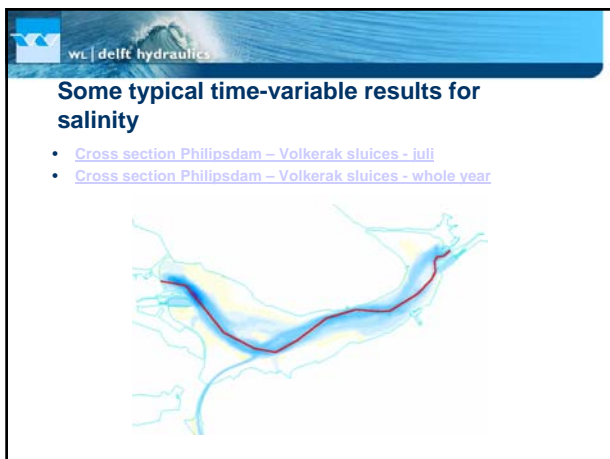 WL | delft hydraulics
Some typical time-variable results for
salinity
• Cross section Philipsdam – Volkerak sluices - juli
• Cross section Philipsdam – Volkerak sluices - whole year